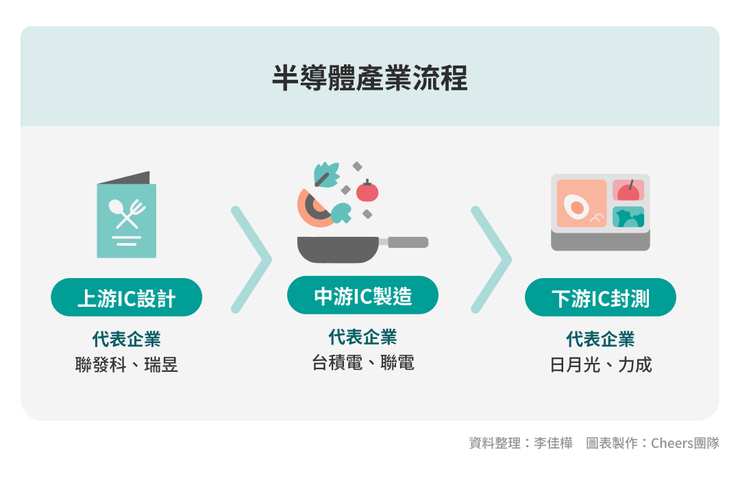 半導體產業流程
上游IC設計
代表企業
聯發科、瑞昱
中游IC製造
代表企業
台積電、聯電
下游IC封測
代表企業
日月光、力成
資料整理：李佳樺 圖表製作：Cheers團隊